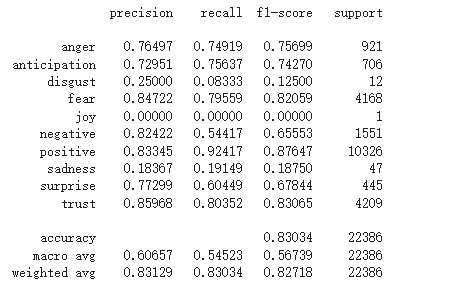 precision recall f1-score support
anger 0.76497 0.74919 0.75699 921
anticipation 0.72951 0.75637 0.74270 706
disgust 0.25000 0.08333 0.12500 12
fear 0.84722 0.79559 0.82059 4168
joy 0.00000 0.00000 0.00000 1
negative 0.82422 0.54417 0.65553 1551
positive 0.83345 0.92417 0.87647 10326
sadness 0.18367 0.19149 0.18750 47
surprise 0.77299 0.60449 0.67844 445
trust 0.85968 0.80352 0.83065 4209
accuracy 0.83034 22386
macro avg 0.60657 0.54523 0.56739 22386
weighted avg 0.83129 0.83034 0.82718 22386